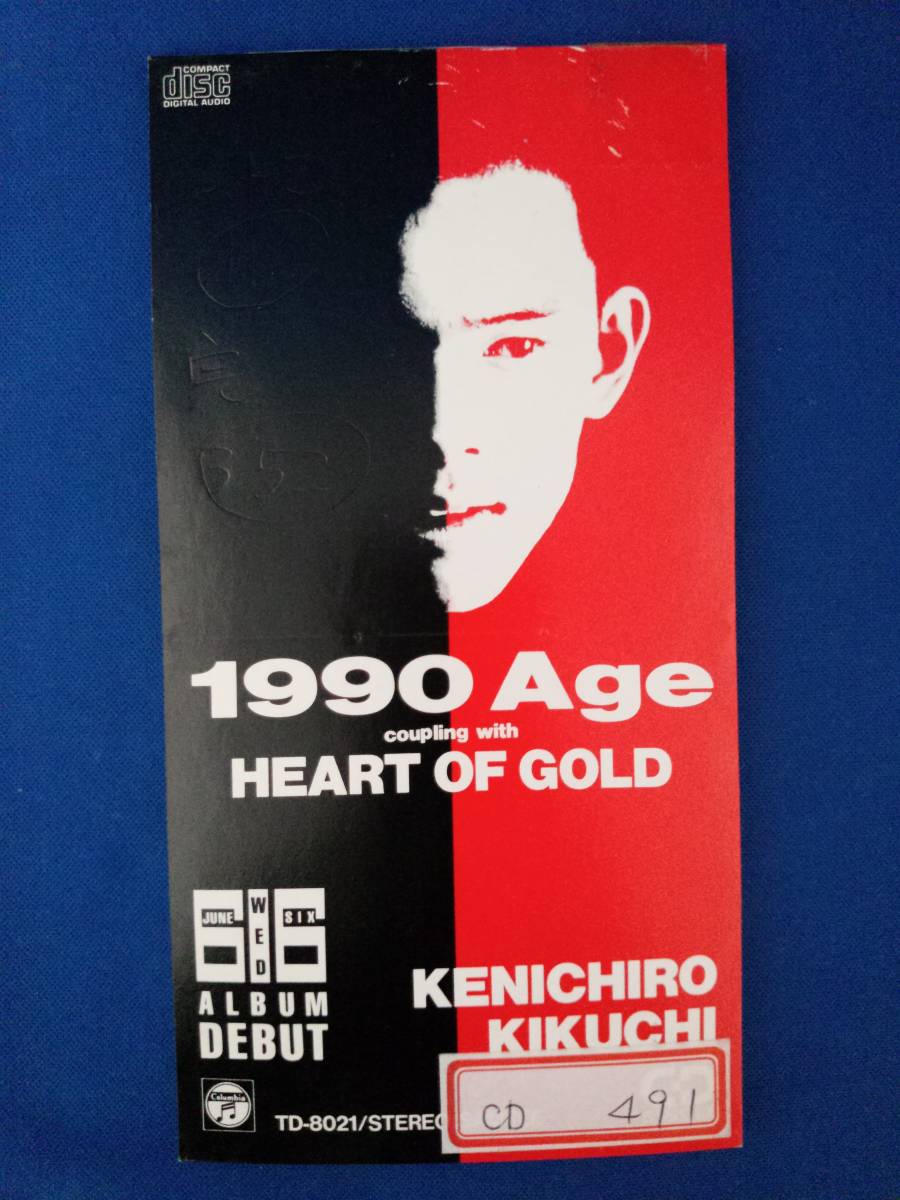 COMPACT
disc
DIGITAL AUDIO
1990 Age
coupling with
HEART OF GOLD
6 WED 6
JUNE SIX
ALBUM
DEBUT
KENICHIRO
KIKUCHI
Columbia
TD-8021/STEREO
CD 491